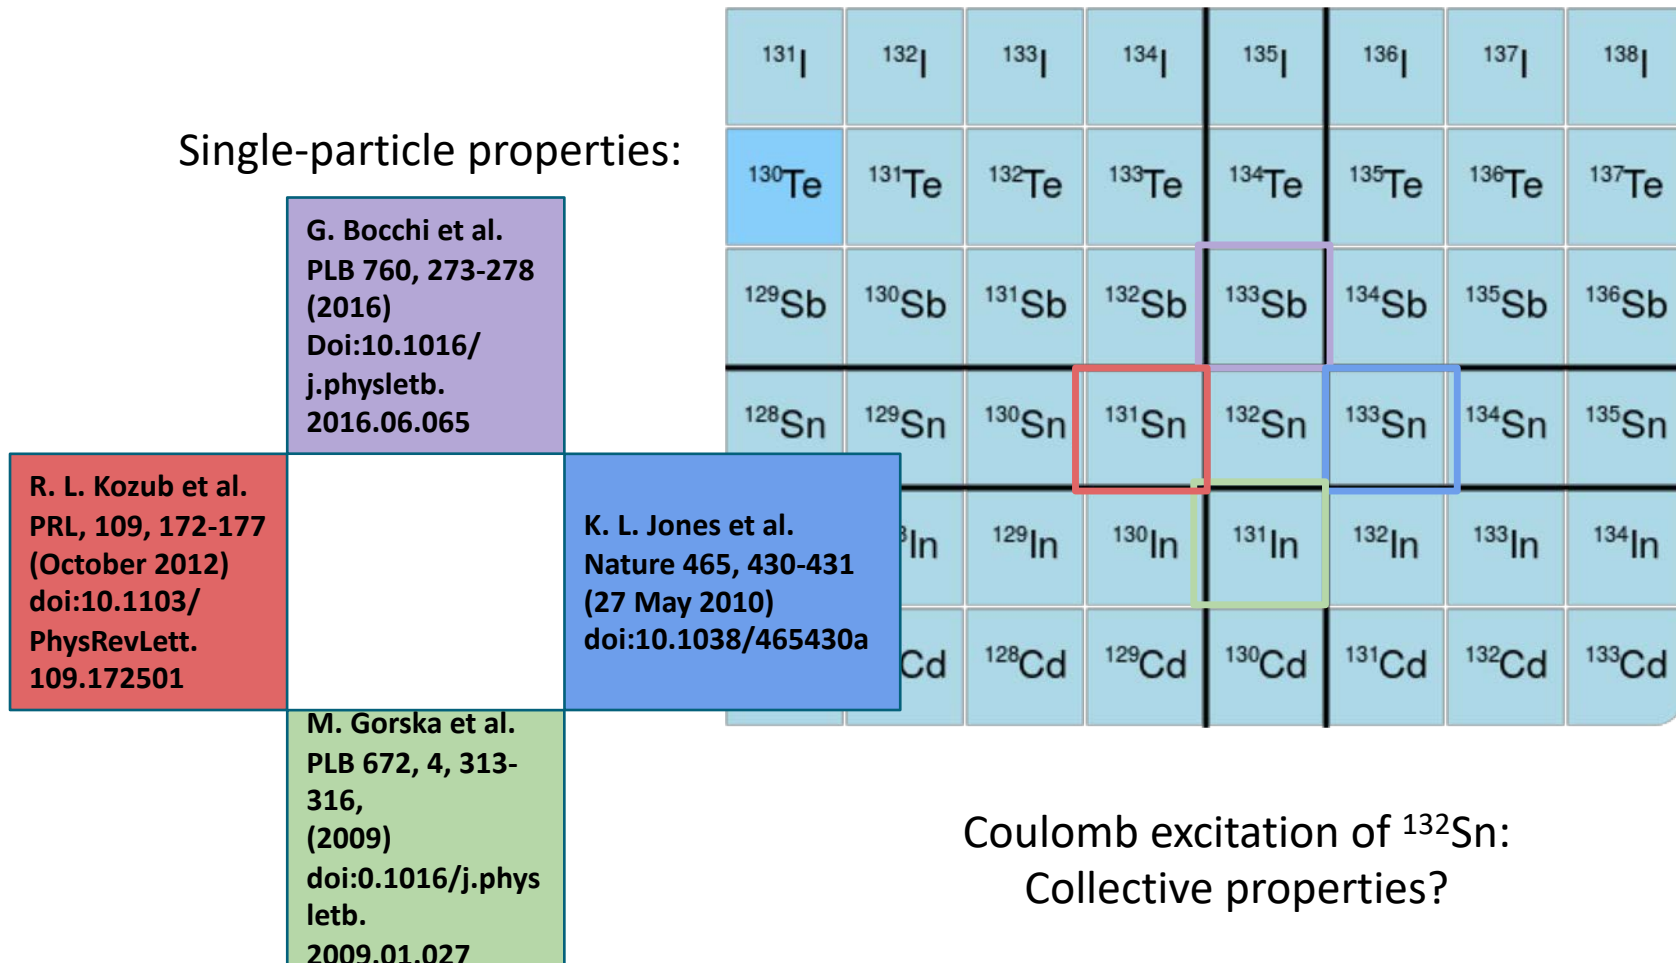 Single-particle properties:
G. Bocchi et al.
PLB 760, 273-278
(2016)
Doi:10.1016/
j.physletb.
2016.06.065
R. L. Kozub et al.
PRL, 109, 172-177
(October 2012)
doi:10.1103/
PhysRevLett.
109.172501
K. L. Jones et al.
Nature 465, 430-431
(27 May 2010)
doi:10.1038/465430a
M. Gorska et al.
PLB 672, 4, 313-
316,
(2009)
doi:0.1016/j.phys
letb.
2009.01.027
¹³¹I ¹³²I ¹³³I ¹³⁴I ¹³⁵I ¹³⁶I ¹³⁷I ¹³⁸I
¹³⁰Te ¹³¹Te ¹³²Te ¹³³Te ¹³⁴Te ¹³⁵Te ¹³⁶Te ¹³⁷Te
¹²⁹Sb ¹³⁰Sb ¹³¹Sb ¹³²Sb ¹³³Sb ¹³⁴Sb ¹³⁵Sb ¹³⁶Sb
¹²⁸Sn ¹²⁹Sn ¹³⁰Sn ¹³¹Sn ¹³²Sn ¹³³Sn ¹³⁴Sn ¹³⁵Sn
⁸In ¹²⁹In ¹³⁰In ¹³¹In ¹³²In ¹³³In ¹³⁴In
Cd ¹²⁸Cd ¹²⁹Cd ¹³⁰Cd ¹³¹Cd ¹³²Cd ¹³³Cd
Coulomb excitation of ¹³²Sn:
Collective properties?